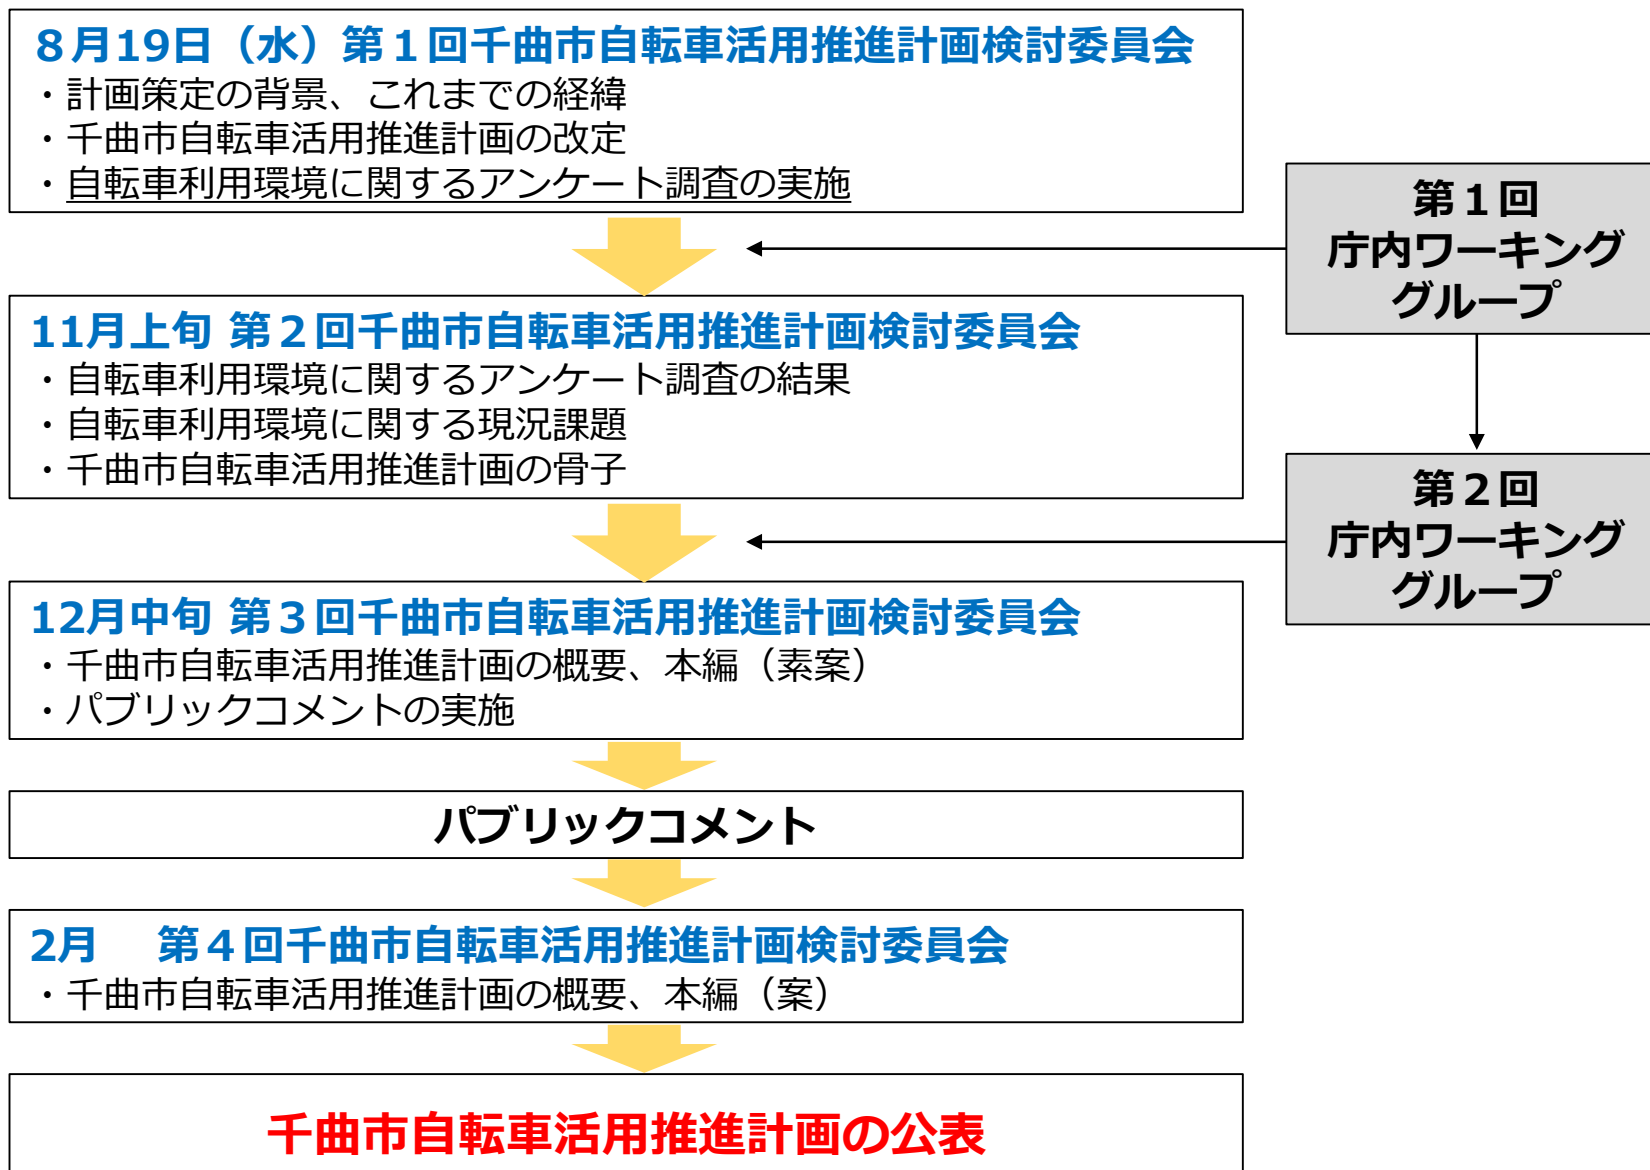 ８月19日（水）第１回千曲市自転車活用推進計画検討委員会
・計画策定の背景、これまでの経緯
・千曲市自転車活用推進計画の改定
・自転車利用環境に関するアンケート調査の実施
第１回
庁内ワーキング
グループ
11月上旬 第２回千曲市自転車活用推進計画検討委員会
・自転車利用環境に関するアンケート調査の結果
・自転車利用環境に関する現況課題
・千曲市自転車活用推進計画の骨子
第２回
庁内ワーキング
グループ
12月中旬 第３回千曲市自転車活用推進計画検討委員会
・千曲市自転車活用推進計画の概要、本編（素案）
・パブリックコメントの実施
パブリックコメント
2月　第４回千曲市自転車活用推進計画検討委員会
・千曲市自転車活用推進計画の概要、本編（案）
千曲市自転車活用推進計画の公表